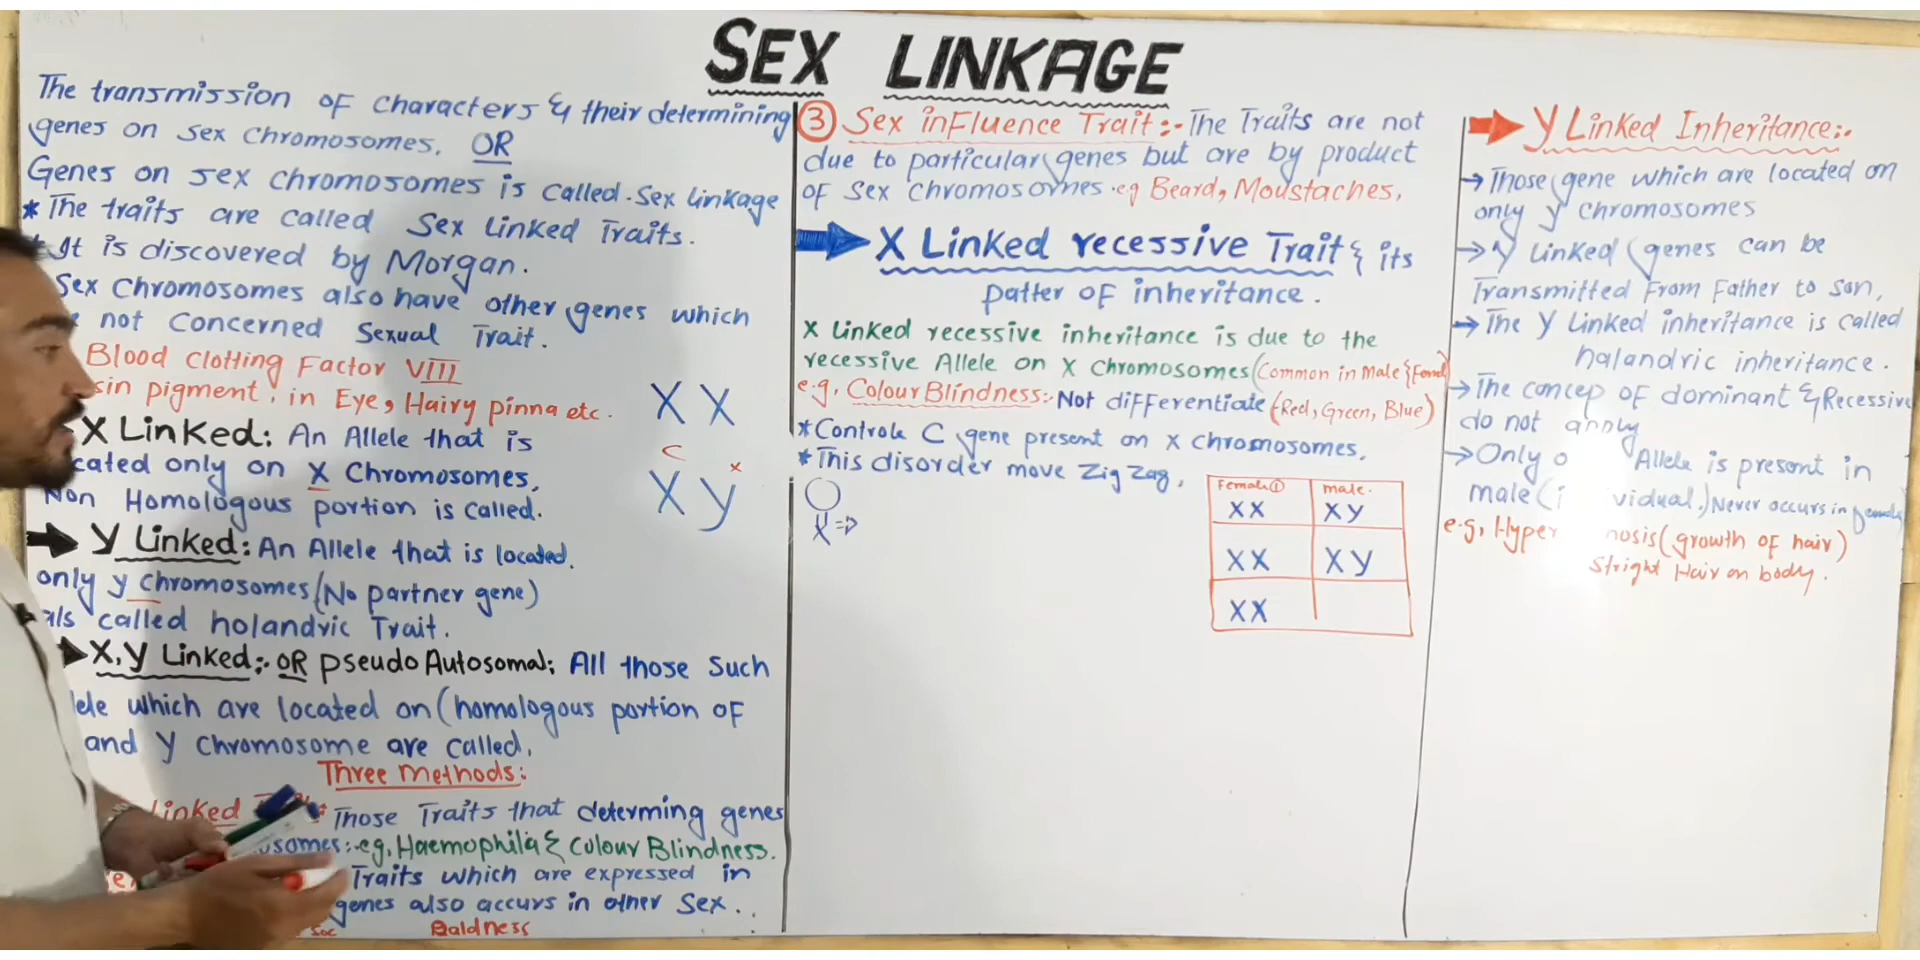 SEX LINKAGE
The transmission of characters & their determining
genes on sex chromosomes. OR
Genes on sex chromosomes is called. Sex linkage
* The traits are called Sex Linked Traits.
* It is discovered by Morgan.
Sex Chromosomes also have other genes which
not concerned Sexual Trait.
Blood Clotting Factor VIII
sin pigment, in Eye, Hairy pinna etc.
X X
C x
X y
X Linked: An Allele that is
cated only on X Chromosomes,
Non Homologous portion is called.
Y Linked: An Allele that is located.
only y chromosomes (No partner gene)
als called holandric Trait.
X, Y Linked:. OR pseudo Autosomal; All those Such
lele which are located on (homologous portion of
and Y chromosome are called.
Three Methods:
Linked Those Traits that determing genes
osomes:. eg, Haemophila & Colour Blindness.
Traits which are expressed in
genes also accurs in other Sex..
Baldness
③ Sex inFluence Trait:- The Traits are not
due to particular genes but are by product
of sex chromosomes. eg Beard, Moustaches,
X Linked recessive Trait & its
patter of inheritance.
X Linked recessive inheritance is due to the
recessive Allele on X chromosomes (Common in Male {
e.g, Colour Blindness:. Not differentiate (Red, Green, Blue)
* Controle C gene present on x chromosomes.
* This disorder move Zig Zag,
X =>
Female ① male.
XX XY
XX XY
XX
Y Linked Inheritance:.
→ Those gene which are located on
only y chromosomes
→ Y linked genes can be
Transmitted From Father to son,
→ The Y Linked inheritance is called
halandric inheritance.
→ The concep of dominant & Recessive
do not apply
→ Only o Allele is present in
male (i vidual.) Never occurs in female
e.g, Hyper nosis (growth of hair)
Stright Hair on body.